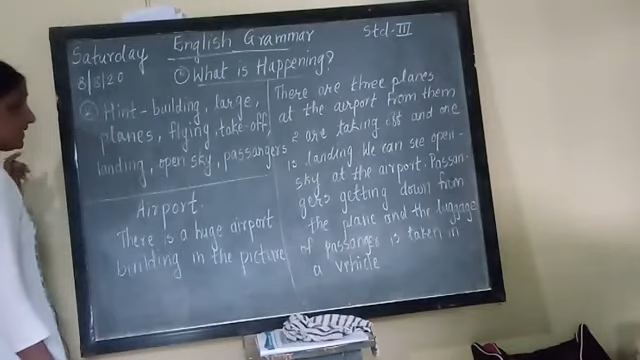 Saturday English Grammar Std-III
8/8/20
① What is Happening?
② Hint - building, large,
planes, flying, take-off,
landing, open sky, passengers
Airport.
There is a huge airport
building in the picture
There are three planes
at the airport from them
2 are taking off and one
is landing We can see open-
sky at the airport. Passan-
gers getting down from
the plane and the luggage
of passanger is taken in
a vehicle